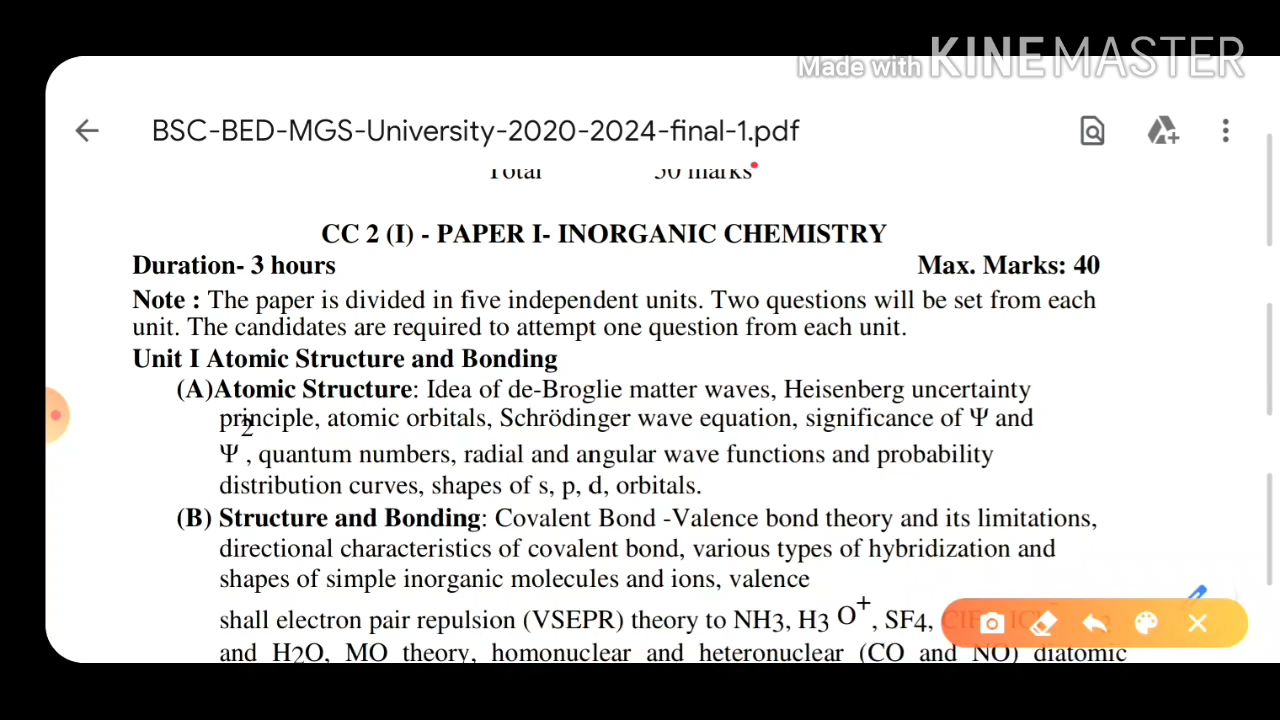 Made with KINEMASTER
BSC-BED-MGS-University-2020-2024-final-1.pdf
Total 50 marks
CC 2 (I) - PAPER I- INORGANIC CHEMISTRY
Duration- 3 hours Max. Marks: 40
Note : The paper is divided in five independent units. Two questions will be set from each
unit. The candidates are required to attempt one question from each unit.
Unit I Atomic Structure and Bonding
(A)Atomic Structure: Idea of de-Broglie matter waves, Heisenberg uncertainty
principle, atomic orbitals, Schrödinger wave equation, significance of Ψ and
Ψ2, quantum numbers, radial and angular wave functions and probability
distribution curves, shapes of s, p, d, orbitals.
(B) Structure and Bonding: Covalent Bond -Valence bond theory and its limitations,
directional characteristics of covalent bond, various types of hybridization and
shapes of simple inorganic molecules and ions, valence
shall electron pair repulsion (VSEPR) theory to NH3, H3 O+, SF4,
and H2O, MO theory, homonuclear and heteronuclear (CO and NO) diatomic